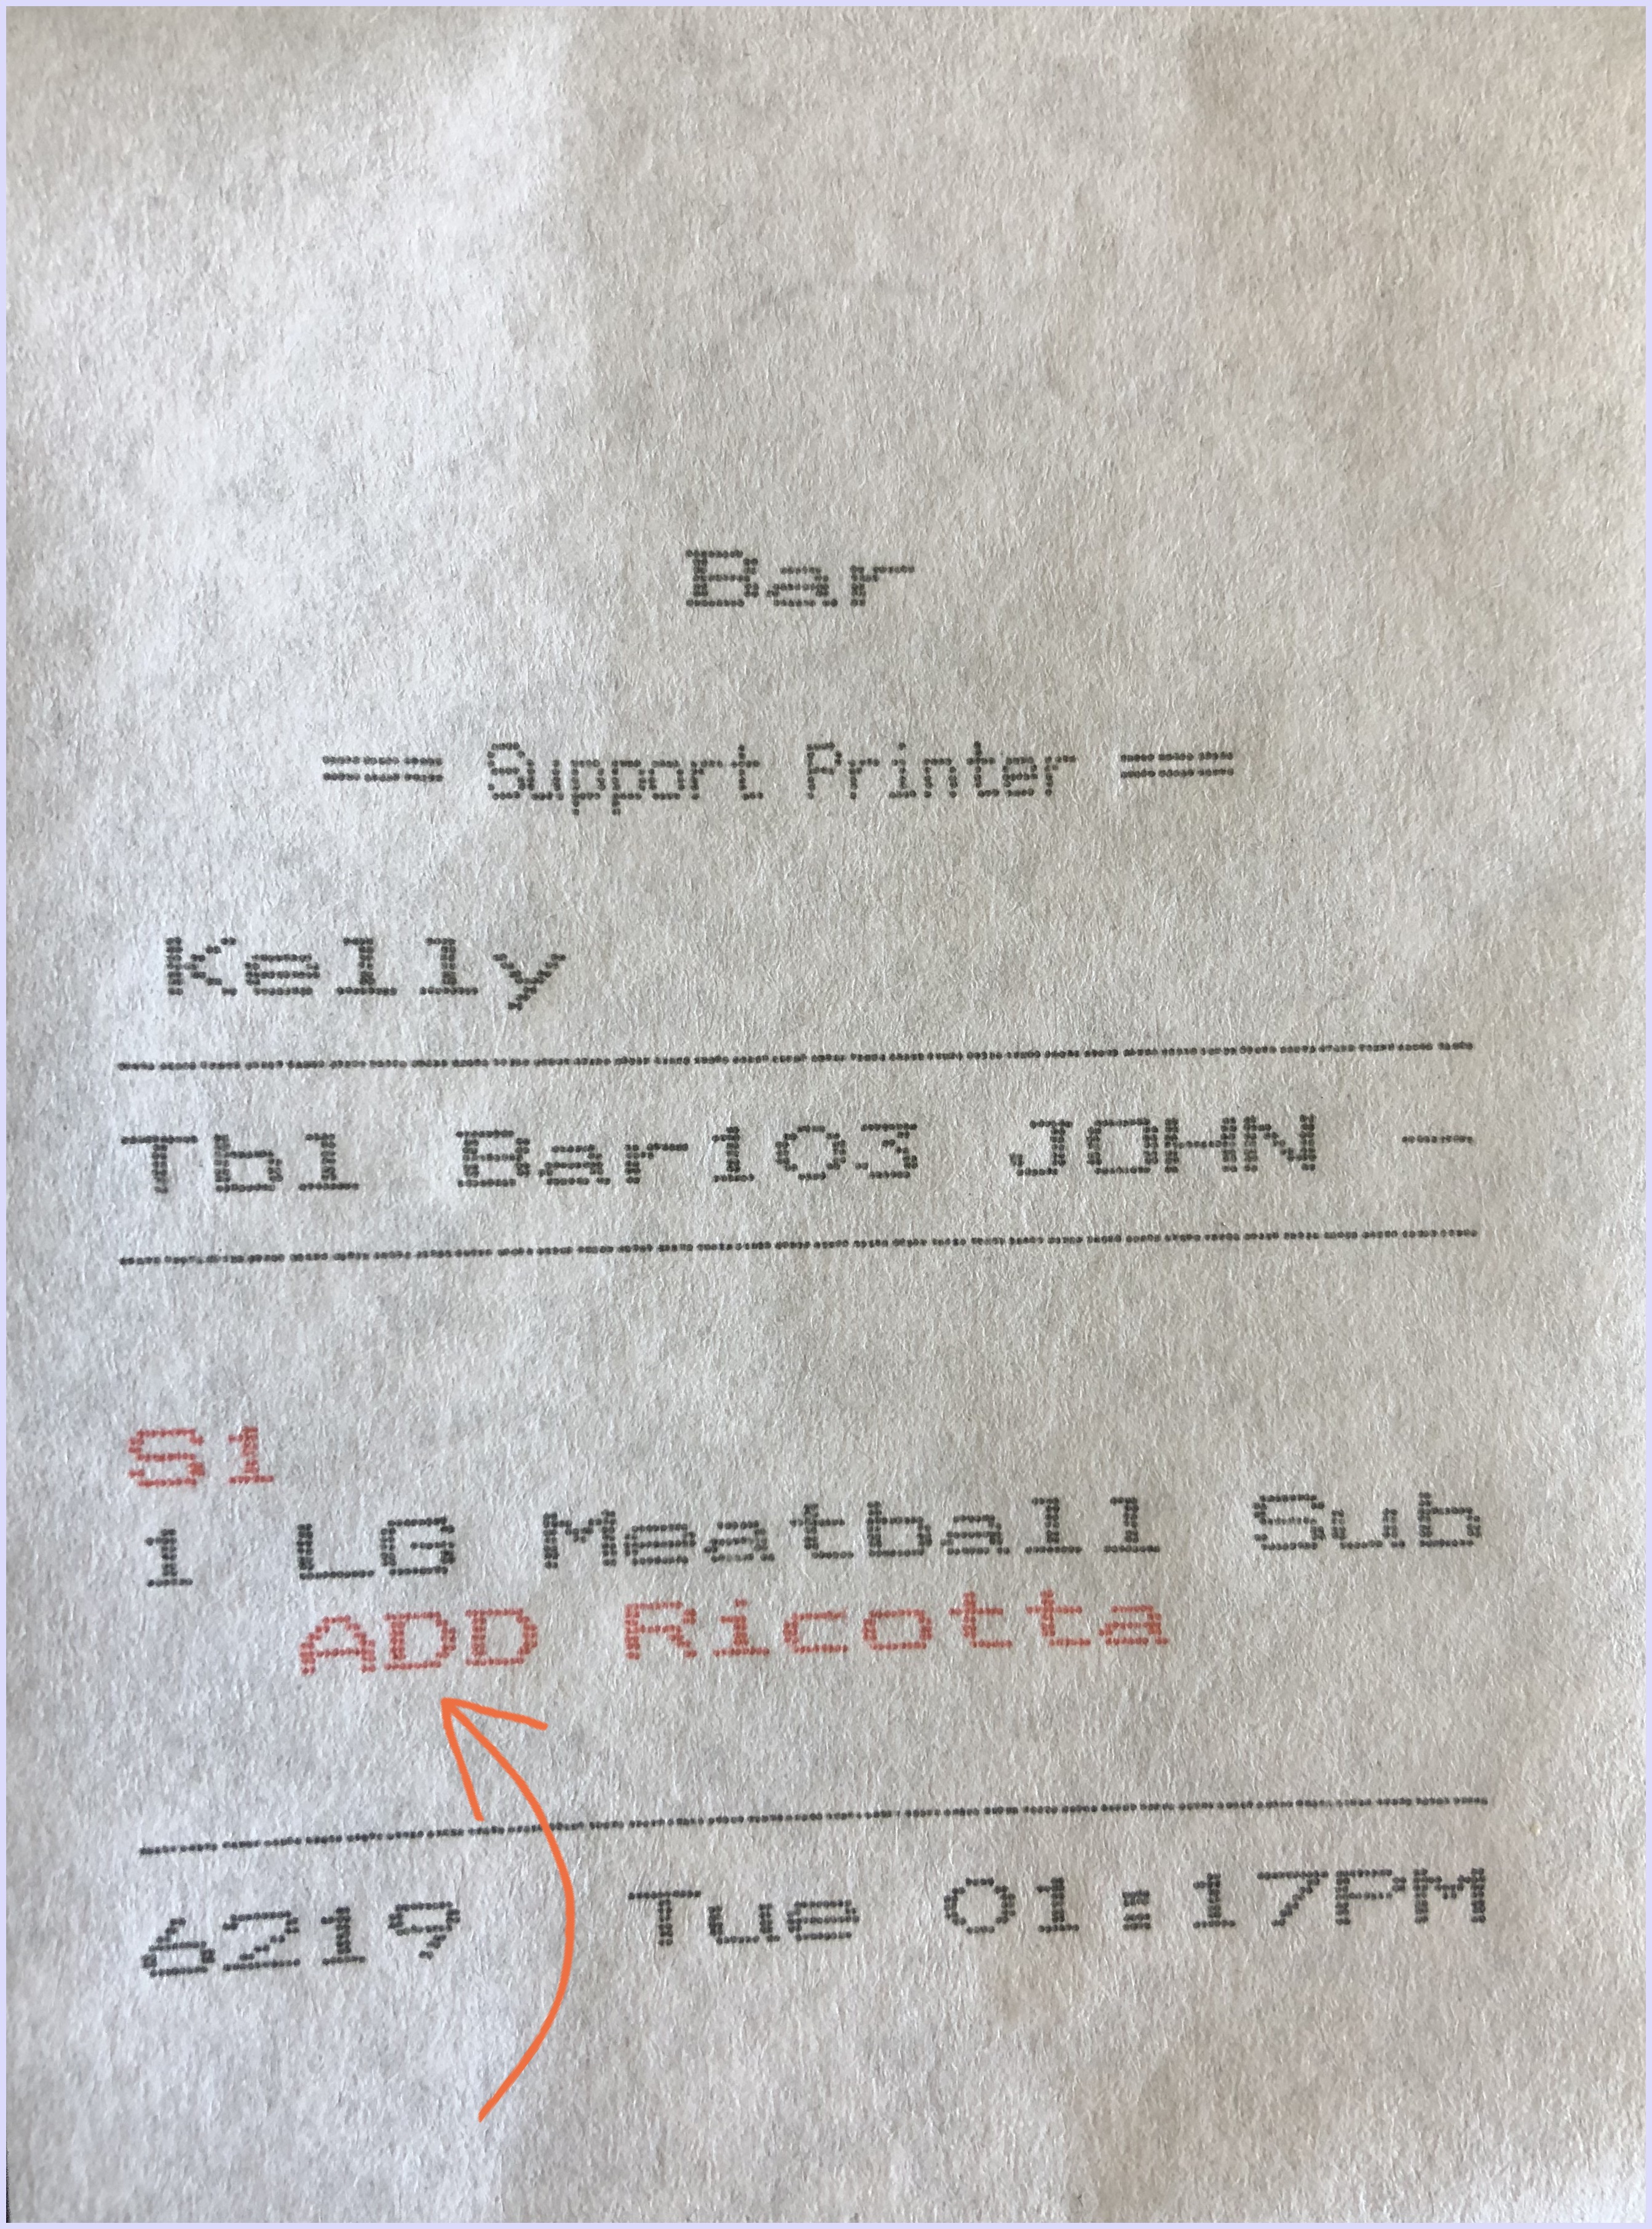 Bar
== Support Printer ==
Kelly
Tbl Bar103 JOHN --
S1
1 LG Meatball Sub
ADD Ricotta
6219 Tue 01:17PM